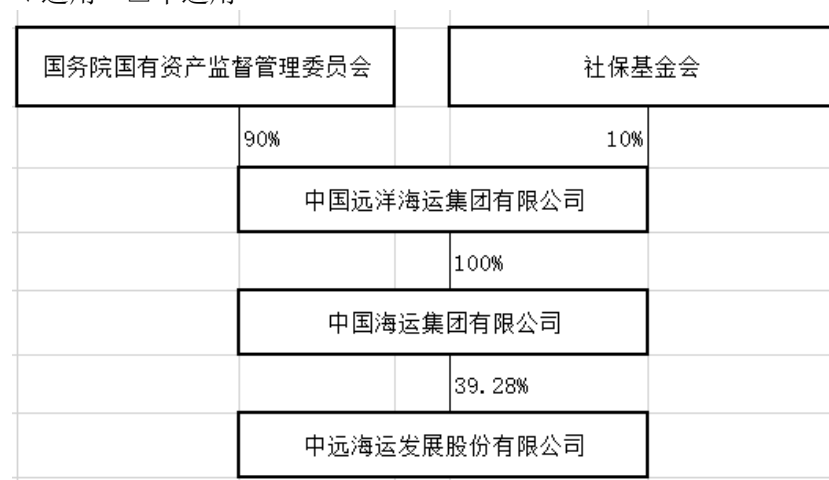 国务院国有资产监督管理委员会
社保基金会
90%
10%
中国远洋海运集团有限公司
100%
中国海运集团有限公司
39.28%
中远海运发展股份有限公司